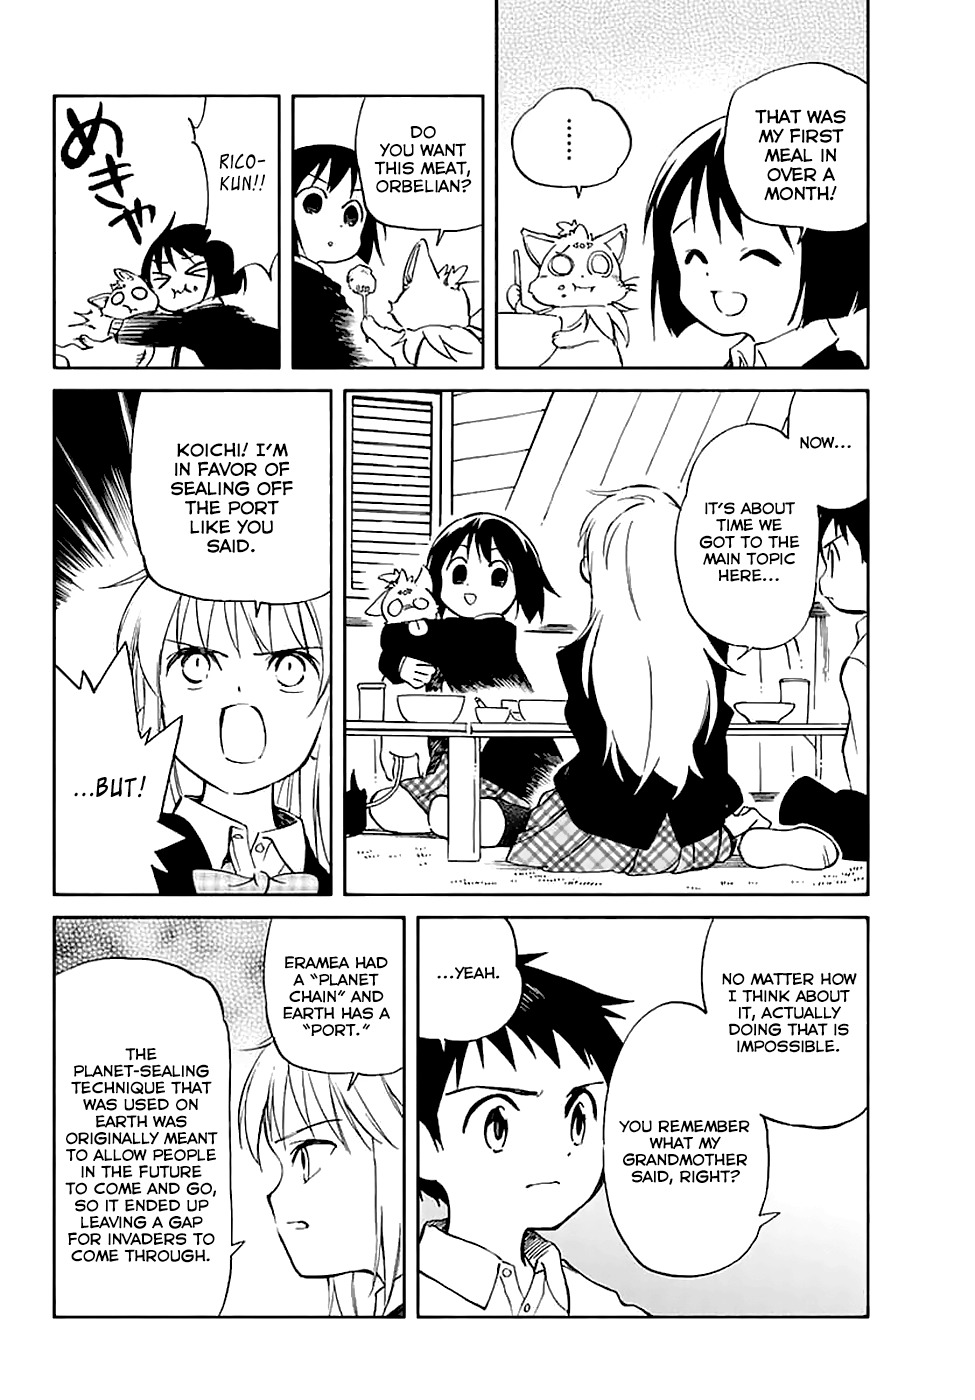 THAT WAS
MY FIRST
MEAL IN
OVER A
MONTH!
......
DO
YOU WANT
THIS MEAT,
ORBELIAN?
RICO-
KUN!!
めきゃ
NOW...
IT'S ABOUT
TIME WE
GOT TO THE
MAIN TOPIC
HERE...
KOICHI! I'M
IN FAVOR OF
SEALING OFF
THE PORT
LIKE YOU
SAID.
...BUT!
NO MATTER HOW
I THINK ABOUT
IT, ACTUALLY
DOING THAT IS
IMPOSSIBLE.
YOU REMEMBER
WHAT MY
GRANDMOTHER
SAID, RIGHT?
...YEAH.
ERAMEA HAD
A "PLANET
CHAIN" AND
EARTH HAS A
"PORT."
THE
PLANET-SEALING
TECHNIQUE THAT
WAS USED ON
EARTH WAS
ORIGINALLY MEANT
TO ALLOW PEOPLE
IN THE FUTURE
TO COME AND GO,
SO IT ENDED UP
LEAVING A GAP
FOR INVADERS TO
COME THROUGH.